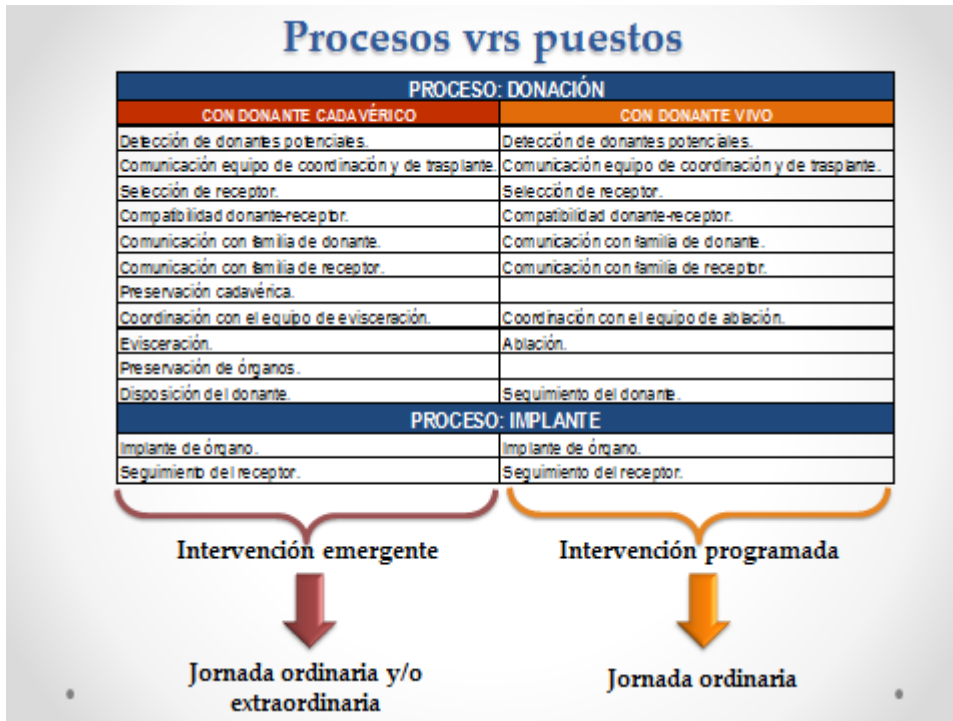 Procesos vrs puestos
PROCESO: DONACIÓN
CON DONANTE CADAVÉRICO CON DONANTE VIVO
Detección de donantes potenciales. Detección de donantes potenciales.
Comunicación equipo de coordinación y de trasplante. Comunicación equipo de coordinación y de trasplante.
Selección de receptor. Selección de receptor.
Compatibilidad donante-receptor. Compatibilidad donante-receptor.
Comunicación con familia de donante. Comunicación con familia de donante.
Comunicación con familia de receptor. Comunicación con familia de receptor.
Preservación cadavérica.
Coordinación con el equipo de evisceración. Coordinación con el equipo de ablación.
Evisceración. Ablación.
Preservación de órganos.
Disposición del donante. Seguimiento del donante.
PROCESO: IMPLANTE
Implante de órgano. Implante de órgano.
Seguimiento del receptor. Seguimiento del receptor.
Intervención emergente Intervención programada
Jornada ordinaria y/o
extraordinaria
Jornada ordinaria